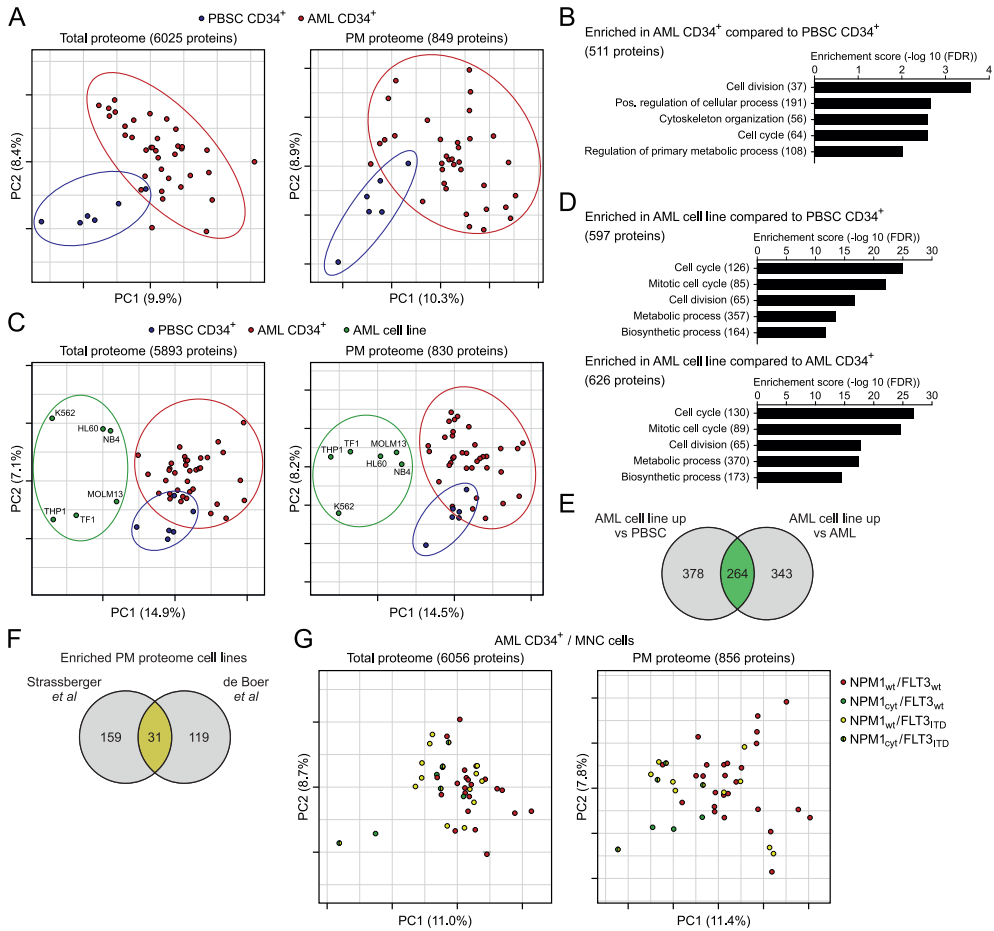 A
PBSC CD34+ AML CD34+
Total proteome (6025 proteins)
PC2 (8.4%)
PC1 (9.9%)
PM proteome (849 proteins)
PC2 (8.9%)
PC1 (10.3%)
B
Enriched in AML CD34+ compared to PBSC CD34+
(511 proteins)
Enrichment score (-log 10 (FDR))
0 1 2 3 4
Cell division (37)
Pos. regulation of cellular process (191)
Cytoskeleton organization (56)
Cell cycle (64)
Regulation of primary metabolic process (108)
C
PBSC CD34+ AML CD34+ AML cell line
Total proteome (5893 proteins)
K562
HL60
NB4
MOLM13
THP1
TF1
PC2 (7.1%)
PC1 (14.9%)
PM proteome (830 proteins)
TF1
MOLM13
THP1
HL60
NB4
K562
PC2 (8.2%)
PC1 (14.5%)
D
Enriched in AML cell line compared to PBSC CD34+
(597 proteins)
Enrichement score (-log 10 (FDR))
0 5 10 15 20 25 30
Cell cycle (126)
Mitotic cell cycle (85)
Cell division (65)
Metabolic process (357)
Biosynthetic process (164)
Enriched in AML cell line compared to AML CD34+
(626 proteins)
Enrichement score (-log 10 (FDR))
0 5 10 15 20 25 30
Cell cycle (130)
Mitotic cell cycle (89)
Cell division (65)
Metabolic process (370)
Biosynthetic process (173)
E
AML cell line up
vs PBSC
AML cell line up
vs AML
378 264 343
F
Enriched PM proteome cell lines
Strassberger
et al
de Boer
et al
159 31 119
G
AML CD34+ / MNC cells
Total proteome (6056 proteins)
PC2 (8.7%)
PC1 (11.0%)
PM proteome (856 proteins)
PC2 (7.8%)
PC1 (11.4%)
NPM1wt/FLT3wt
NPM1cyt/FLT3wt
NPM1wt/FLT3ITD
NPM1cyt/FLT3ITD